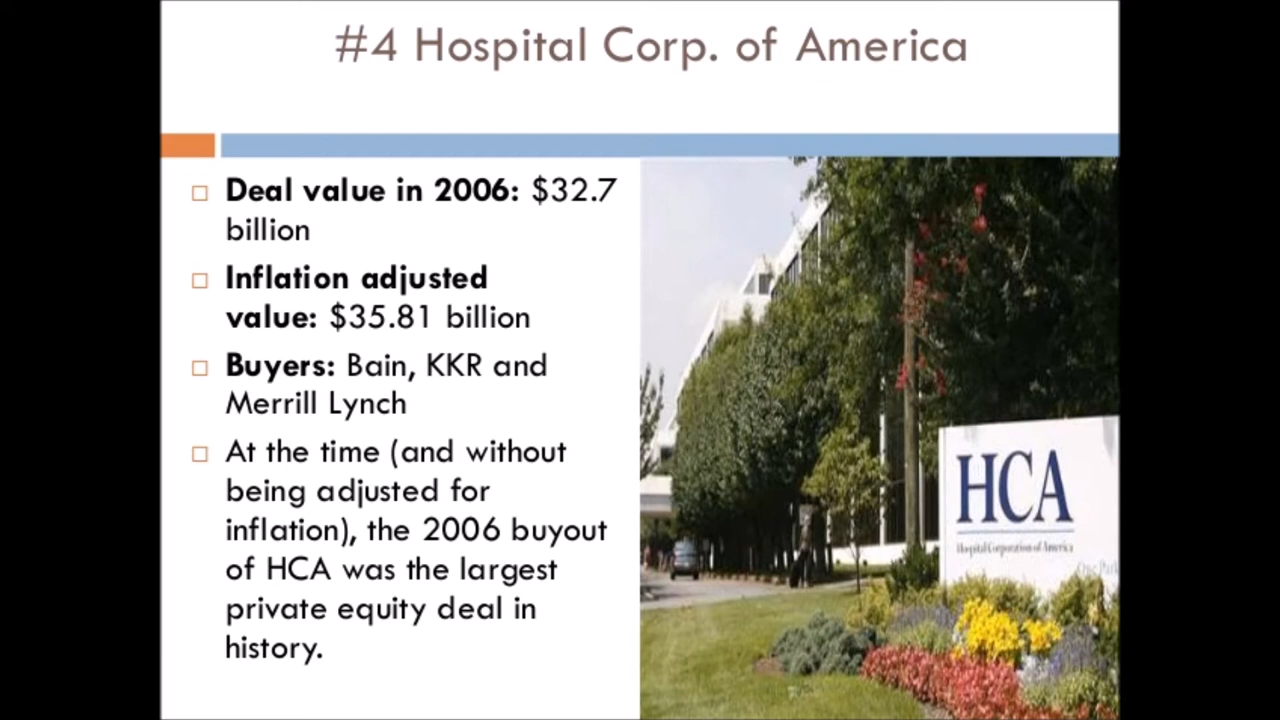 #4 Hospital Corp. of America
Deal value in 2006: $32.7
billion
Inflation adjusted
value: $35.81 billion
Buyers: Bain, KKR and
Merrill Lynch
At the time (and without
being adjusted for
inflation), the 2006 buyout
of HCA was the largest
private equity deal in
history.
HCA
Hospital Corporation of America
One Park